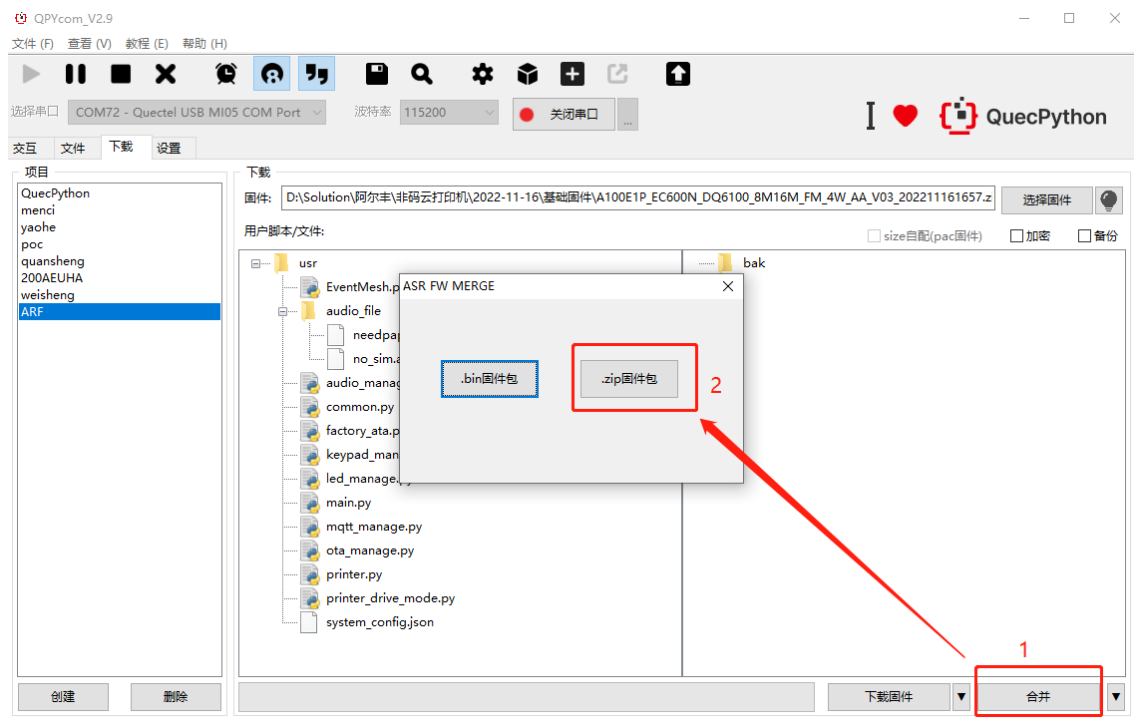 QPYcom_V2.9
文件 (F) 查看 (V) 教程 (E) 帮助 (H)
选择串口 COM72 - Quectel USB MI05 COM Port 波特率 115200 关闭串口 ...
I QuecPython
交互 文件 下载 设置
项目
QuecPython
menci
yaohe
poc
quansheng
200AEUHA
weisheng
ARF
创建 删除
下载
固件: D:\Solution\阿尔丰\非码云打印机\2022-11-16\基础固件\A100E1P_EC600N_DQ6100_8M16M_FM_4W_AA_V03_202211161657.z 选择固件
用户脚本/文件: size自配(pac固件) 加密 备份
usr
EventMesh.p
audio_file
needpap
no_sim.a
audio_manag
common.py
factory_ata.p
keypad_man
led_manage.py
main.py
mqtt_manage.py
ota_manage.py
printer.py
printer_drive_mode.py
system_config.json
bak
ASR FW MERGE
.bin固件包 .zip固件包 2
1
下载固件 合并